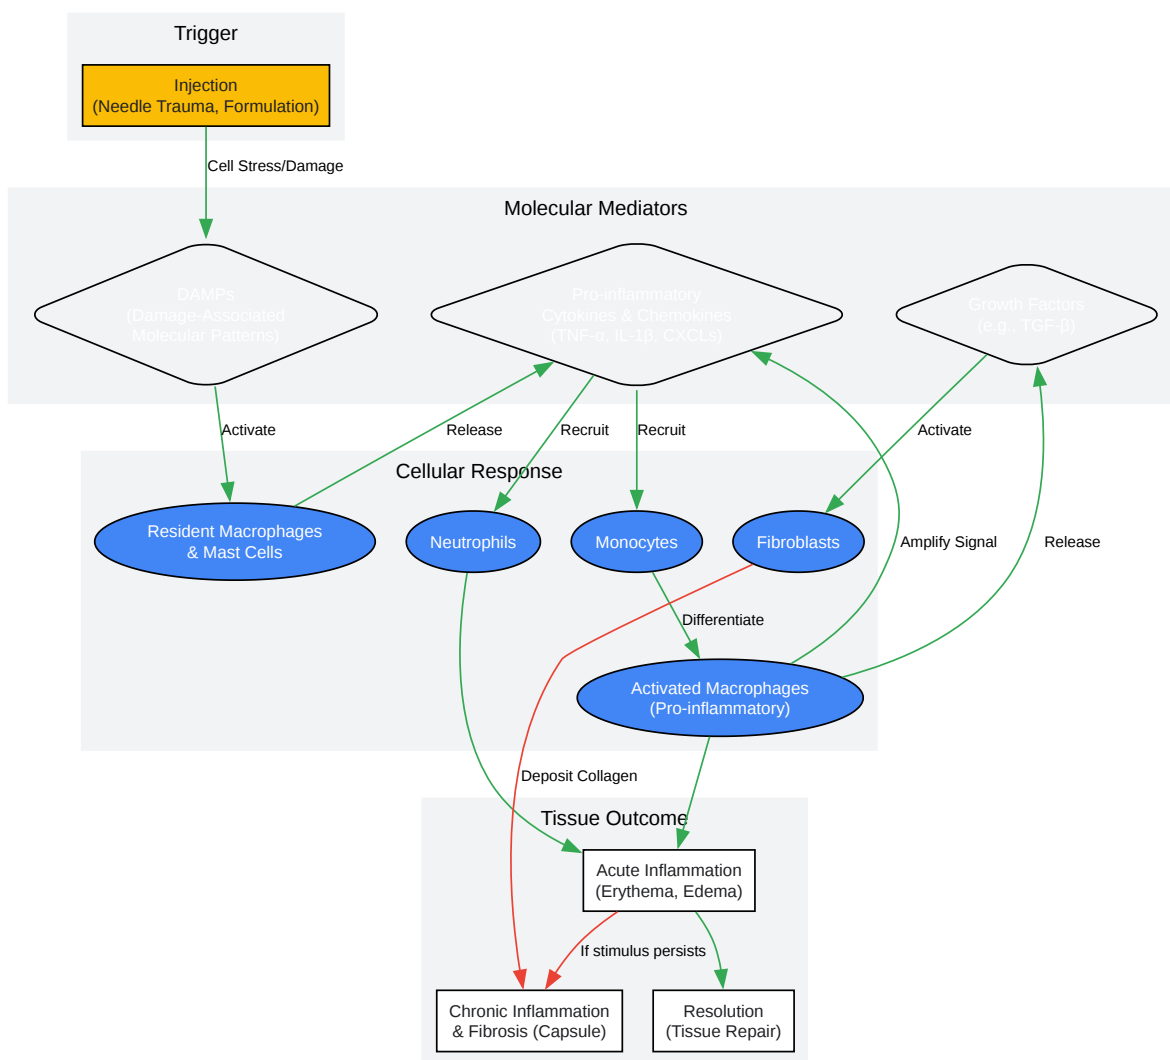 Trigger
Injection
(Needle Trauma, Formulation)
Cell Stress/Damage
Molecular Mediators
DAMPs
(Damage-Associated
Molecular Patterns)
Pro-inflammatory
Cytokines & Chemokines
(TNF-α, IL-1β, CXCLs)
Growth Factors
(e.g., TGF-β)
Activate
Release
Recruit
Recruit
Activate
Cellular Response
Resident Macrophages
& Mast Cells
Neutrophils
Monocytes
Fibroblasts
Amplify Signal
Release
Differentiate
Activated Macrophages
(Pro-inflammatory)
Deposit Collagen
Tissue Outcome
Acute Inflammation
(Erythema, Edema)
If stimulus persists
Chronic Inflammation
& Fibrosis (Capsule)
Resolution
(Tissue Repair)